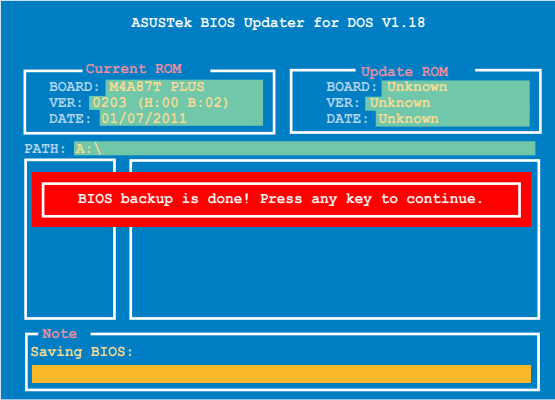 ASUSTek BIOS Updater for DOS V1.18
Current ROM
BOARD: M4A87T PLUS
VER: 0203 (H:00 B:02)
DATE: 01/07/2011
Update ROM
BOARD: Unknown
VER: Unknown
DATE: Unknown
PATH: A:\
BIOS backup is done! Press any key to continue.
Note
Saving BIOS: